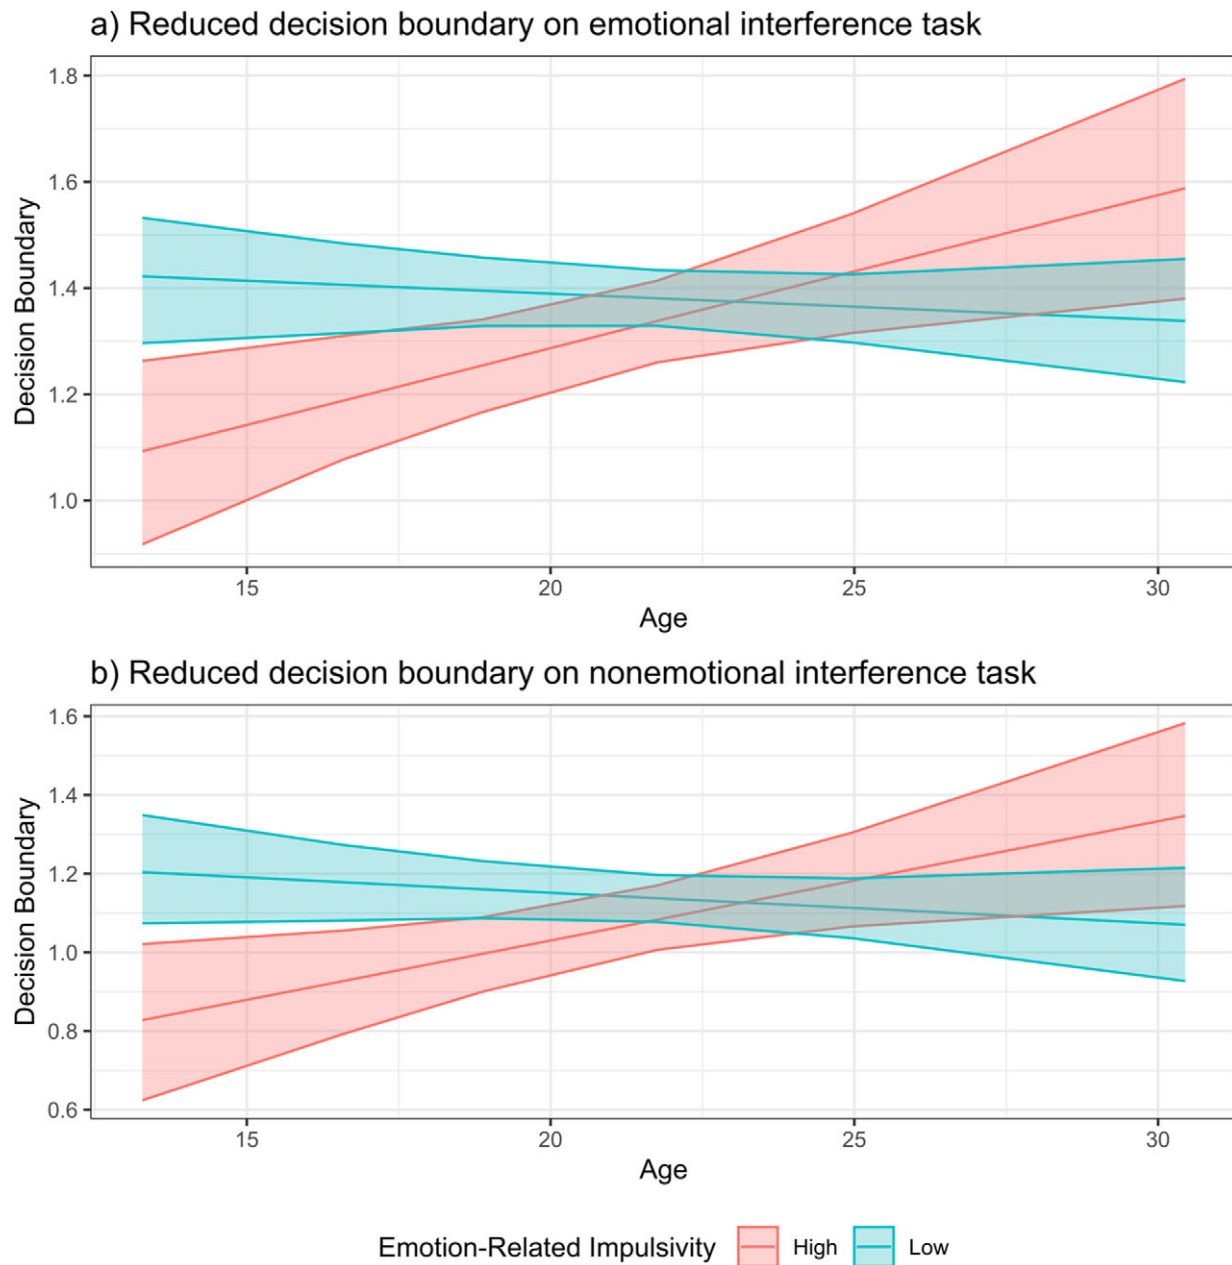 a) Reduced decision boundary on emotional interference task
1.8
1.6
1.4
1.2
1.0
Decision Boundary
15 20 25 30
Age
b) Reduced decision boundary on nonemotional interference task
1.6
1.4
1.2
1.0
0.8
0.6
Decision Boundary
15 20 25 30
Age
Emotion-Related Impulsivity High Low